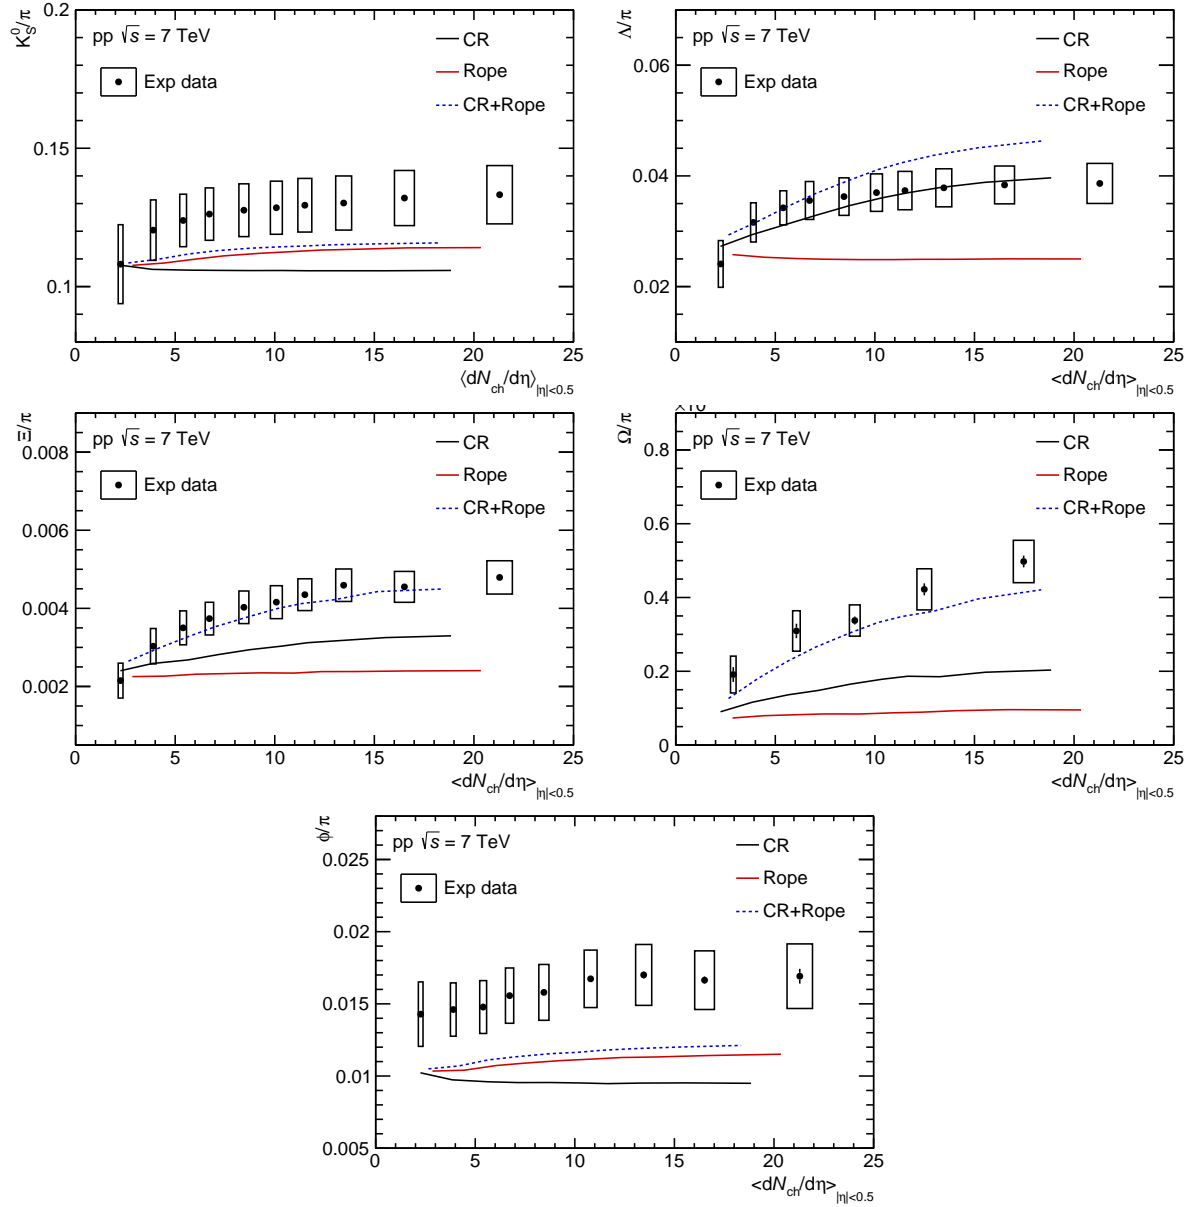 K⁰S/π
pp √s = 7 TeV
Exp data
CR
Rope
CR+Rope
0.2
0.15
0.1
0 5 10 15 20 25
⟨dNch/dη⟩|η|<0.5
Λ/π
pp √s = 7 TeV
Exp data
CR
Rope
CR+Rope
0.06
0.04
0.02
0 5 10 15 20 25
<dNch/dη>|η|<0.5
Ξ/π
pp √s = 7 TeV
Exp data
CR
Rope
CR+Rope
0.008
0.006
0.004
0.002
0 5 10 15 20 25
<dNch/dη>|η|<0.5
Ω/π
pp √s = 7 TeV
Exp data
CR
Rope
CR+Rope
0.8
0.6
0.4
0.2
0
0 5 10 15 20 25
<dNch/dη>|η|<0.5
ϕ/π
pp √s = 7 TeV
Exp data
CR
Rope
CR+Rope
0.025
0.02
0.015
0.01
0.005
0 5 10 15 20 25
<dNch/dη>|η|<0.5